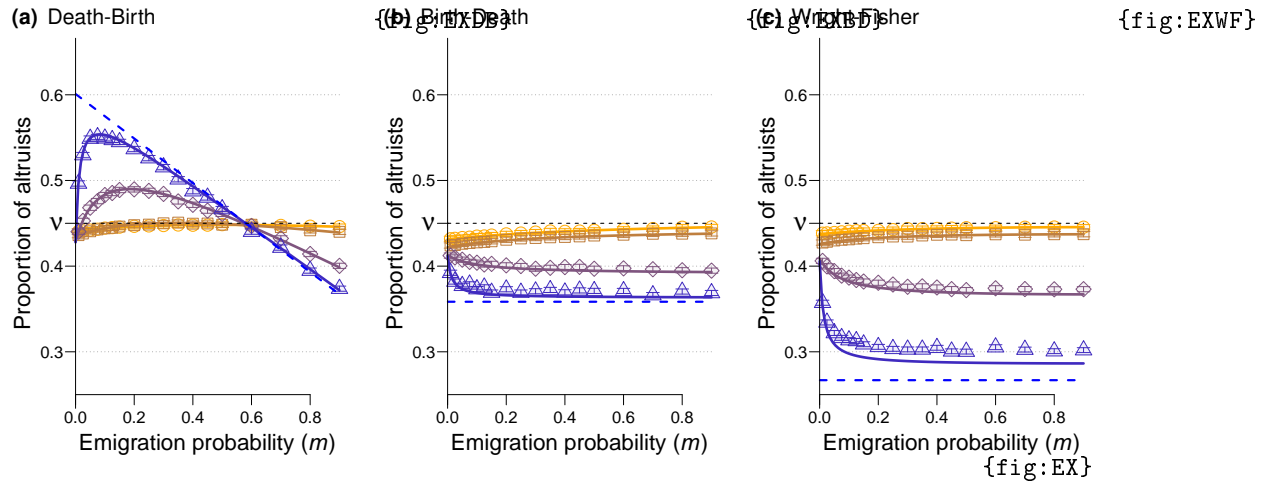 (a) Death-Birth
{fig:EXDB}
(b) Birth-Death
{fig:EXBD}
(c) Wright-Fisher
{fig:EXWF}
Proportion of altruists
0.6
0.5
ν
0.4
0.3
0.0 0.2 0.4 0.6 0.8
Emigration probability (m)
Proportion of altruists
0.6
0.5
ν
0.4
0.3
0.0 0.2 0.4 0.6 0.8
Emigration probability (m)
Proportion of altruists
0.6
0.5
ν
0.4
0.3
0.0 0.2 0.4 0.6 0.8
Emigration probability (m)
{fig:EX}